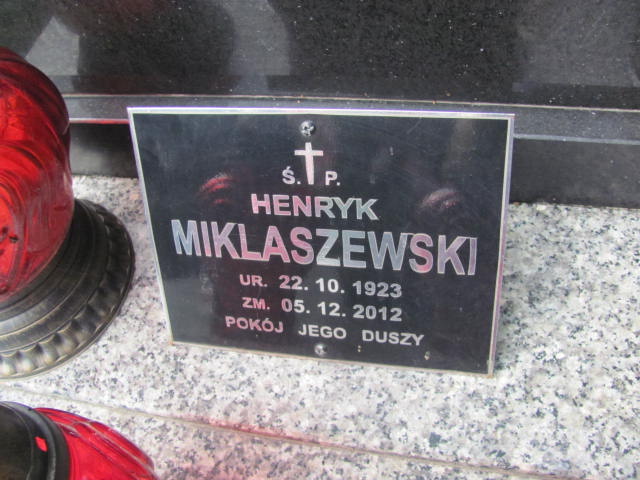 Ś. P.
HENRYK
MIKLASZEWSKI
UR. 22. 10. 1923
ZM. 05. 12. 2012
POKÓJ JEGO DUSZY